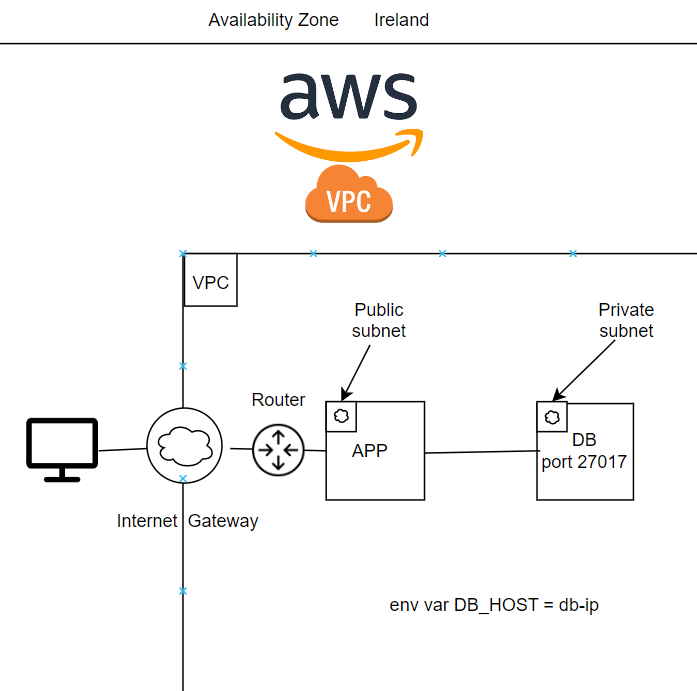 Availability Zone Ireland
aws
VPC
VPC
Public
subnet
Private
subnet
Router
APP
DB
port 27017
Internet Gateway
env var DB_HOST = db-ip